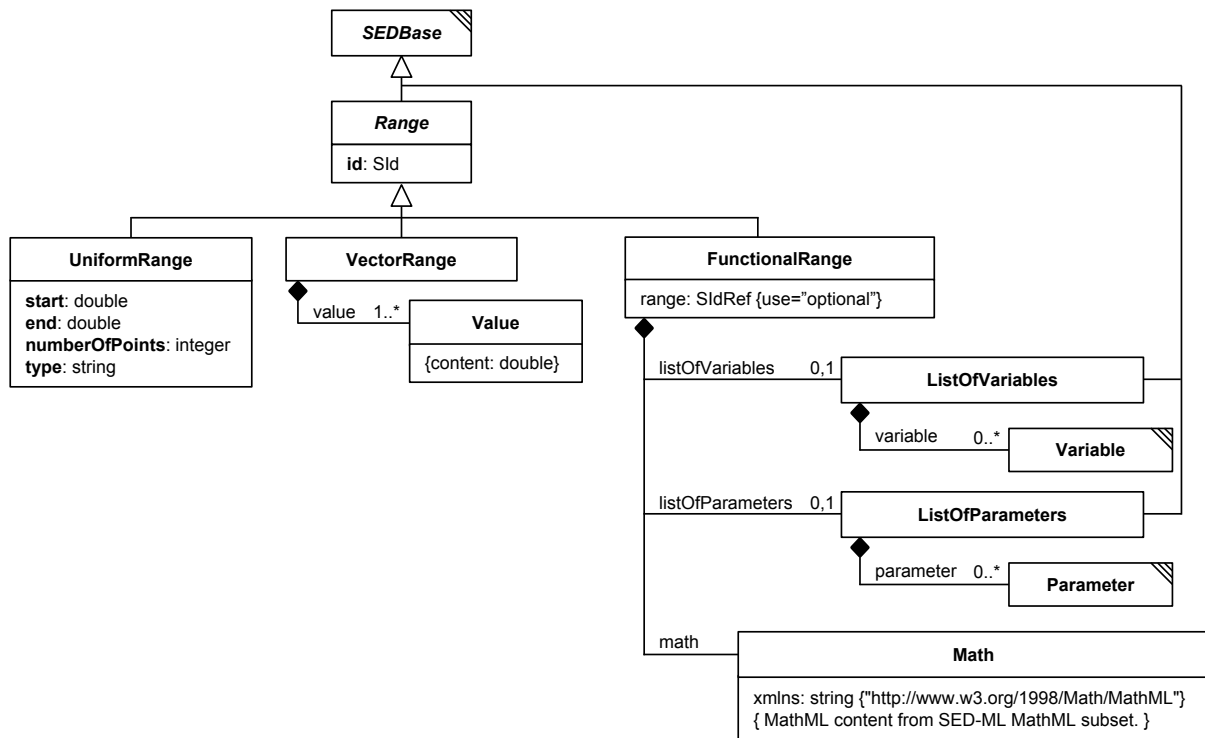 SEDBase
Range
id: SId
UniformRange
start: double
end: double
numberOfPoints: integer
type: string
VectorRange
value 1..*
Value
{content: double}
FunctionalRange
range: SIdRef {use=”optional”}
listOfVariables 0,1
ListOfVariables
variable 0..*
Variable
listOfParameters 0,1
ListOfParameters
parameter 0..*
Parameter
math
Math
xmlns: string {"http://www.w3.org/1998/Math/MathML"}
{ MathML content from SED-ML MathML subset. }